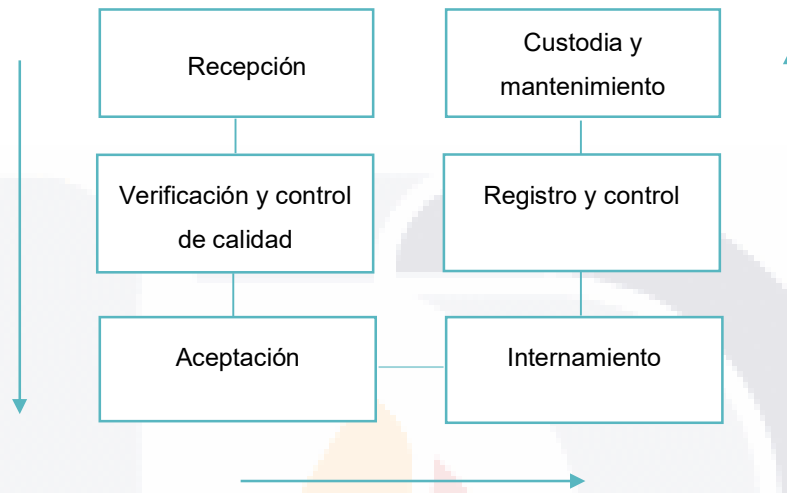 Recepción
Verificación y control
de calidad
Aceptación
Internamiento
Registro y control
Custodia y
mantenimiento